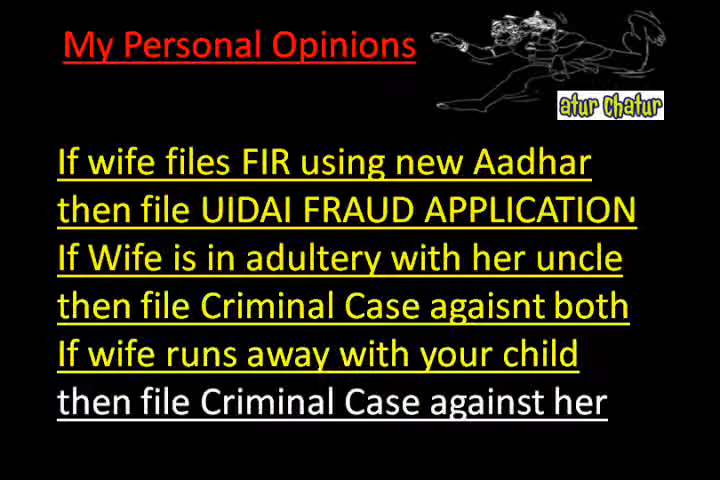 My Personal Opinions
atur chatur
If wife files FIR using new Aadhar
then file UIDAI FRAUD APPLICATION
If Wife is in adultery with her uncle
then file Criminal Case agaisnt both
If wife runs away with your child
then file Criminal Case against her